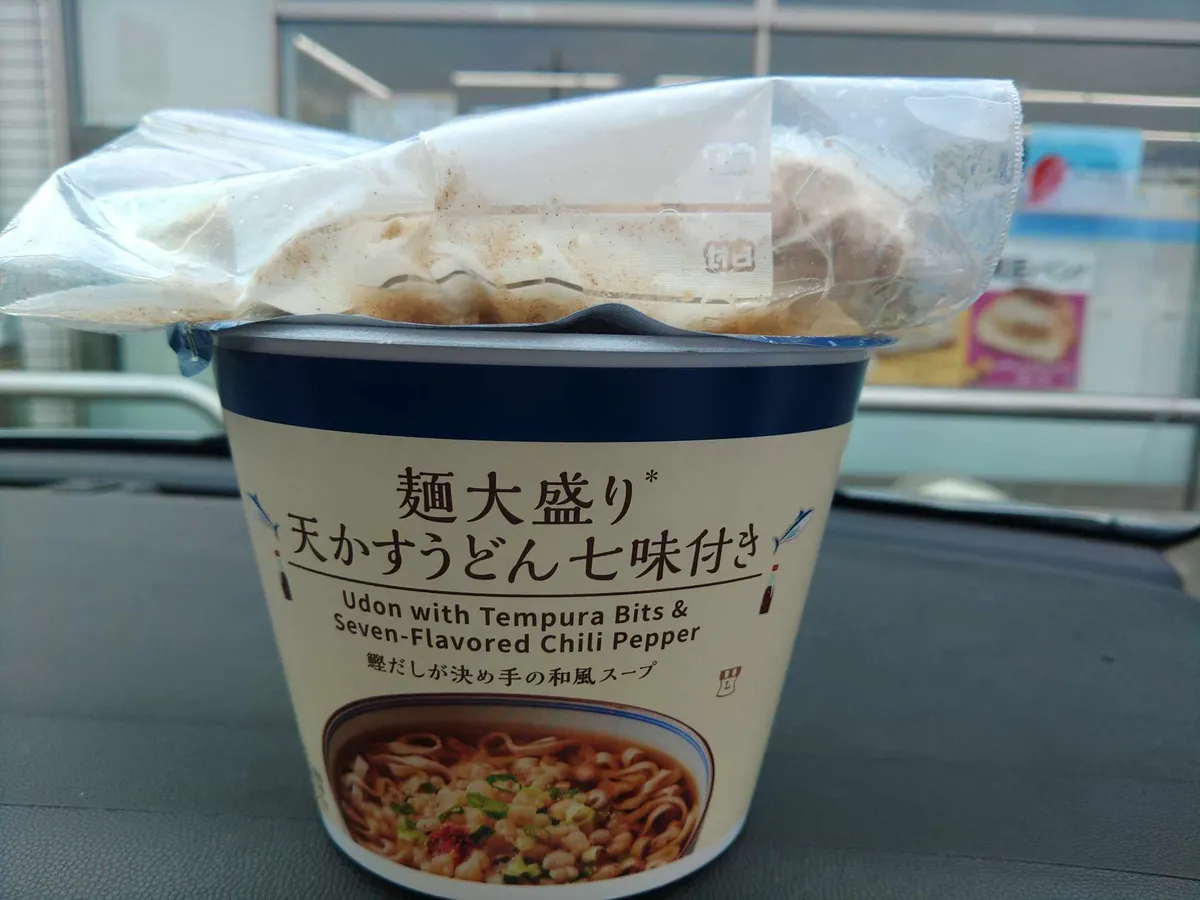 麺大盛り*
天かすうどん七味付き
Udon with Tempura Bits &
Seven-Flavored Chili Pepper
鰹だしが決め手の和風スープ